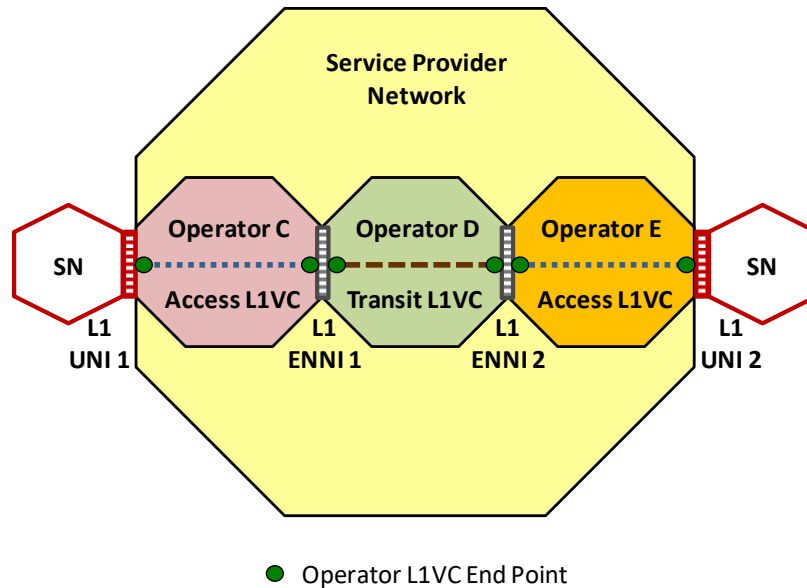 Service Provider
Network
Operator C
Operator D
Operator E
SN
SN
Access L1VC
Transit L1VC
Access L1VC
L1
UNI 1
L1
ENNI 1
L1
ENNI 2
L1
UNI 2
Operator L1VC End Point